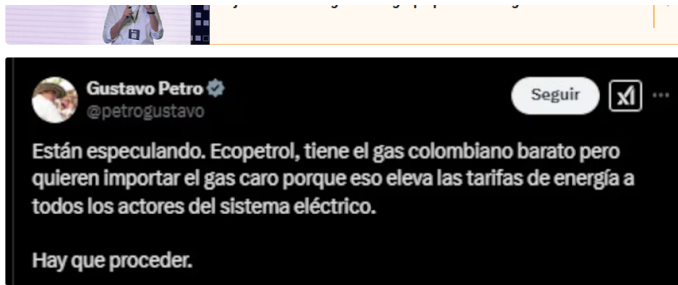 Gustavo Petro
@petrogustavo
Seguir
Están especulando. Ecopetrol, tiene el gas colombiano barato pero
quieren importar el gas caro porque eso eleva las tarifas de energía a
todos los actores del sistema eléctrico.
Hay que proceder.